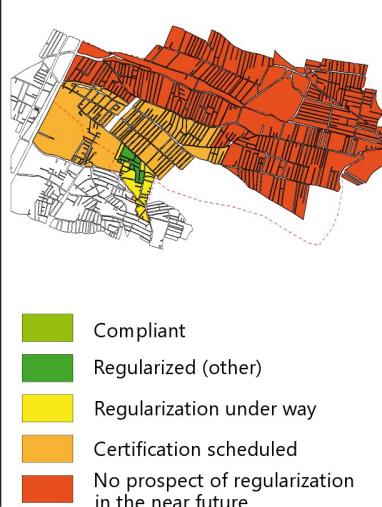 Compliant
Regularized (other)
Regularization under way
Certification scheduled
No prospect of regularization
in the near future